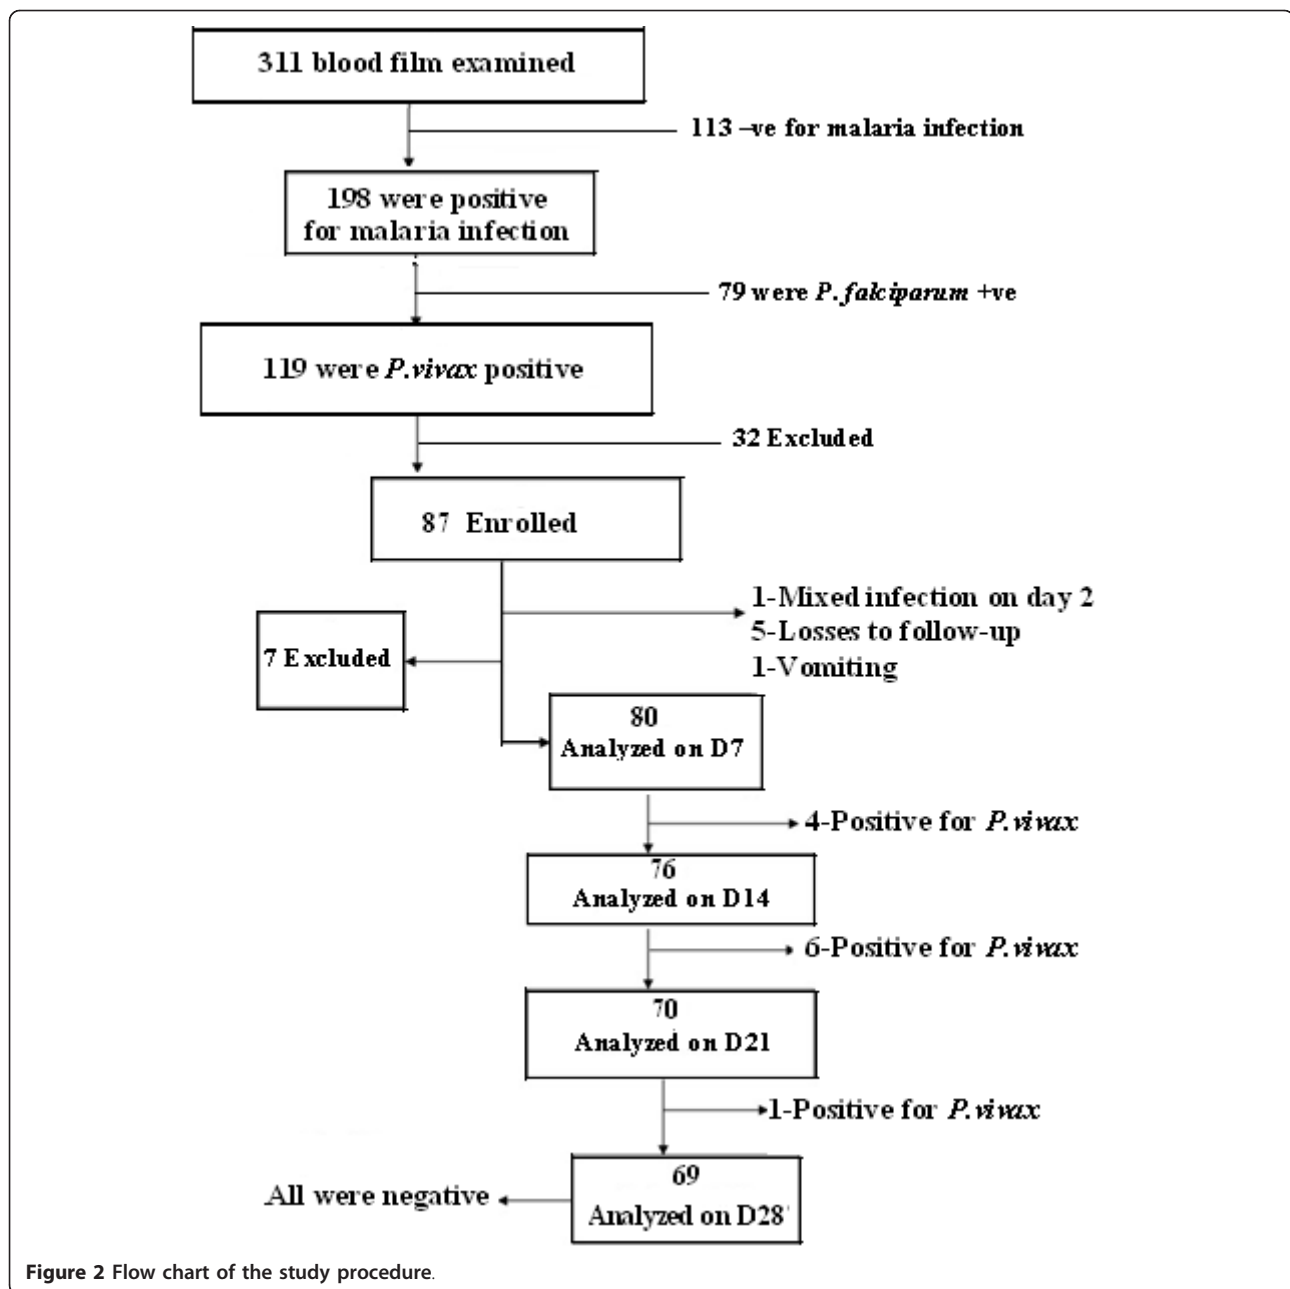 311 blood film examined
113 –ve for malaria infection
198 were positive
for malaria infection
79 were P.falciparum +ve
119 were P.vivax positive
32 Excluded
87 Enrolled
1-Mixed infection on day 2
5-Losses to follow-up
1-Vomiting
7 Excluded
80
Analyzed on D7
4-Positive for P.vivax
76
Analyzed on D14
6-Positive for P.vivax
70
Analyzed on D21
1-Positive for P.vivax
69
Analyzed on D28
All were negative
Figure 2 Flow chart of the study procedure.